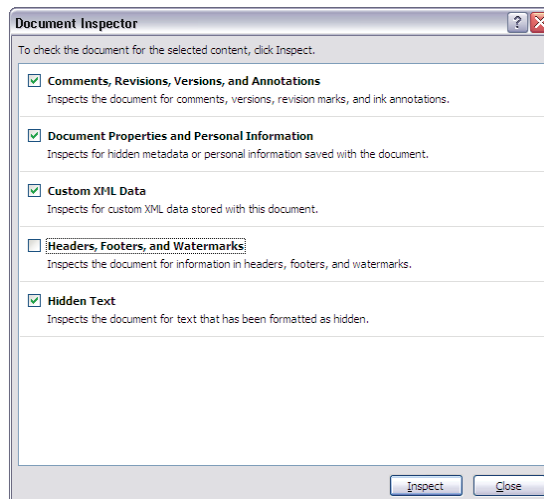 Document Inspector
To check the document for the selected content, click Inspect.
Comments, Revisions, Versions, and Annotations
Inspects the document for comments, versions, revision marks, and ink annotations.
Document Properties and Personal Information
Inspects for hidden metadata or personal information saved with the document.
Custom XML Data
Inspects for custom XML data stored with this document.
Headers, Footers, and Watermarks
Inspects the document for information in headers, footers, and watermarks.
Hidden Text
Inspects the document for text that has been formatted as hidden.
Inspect Close